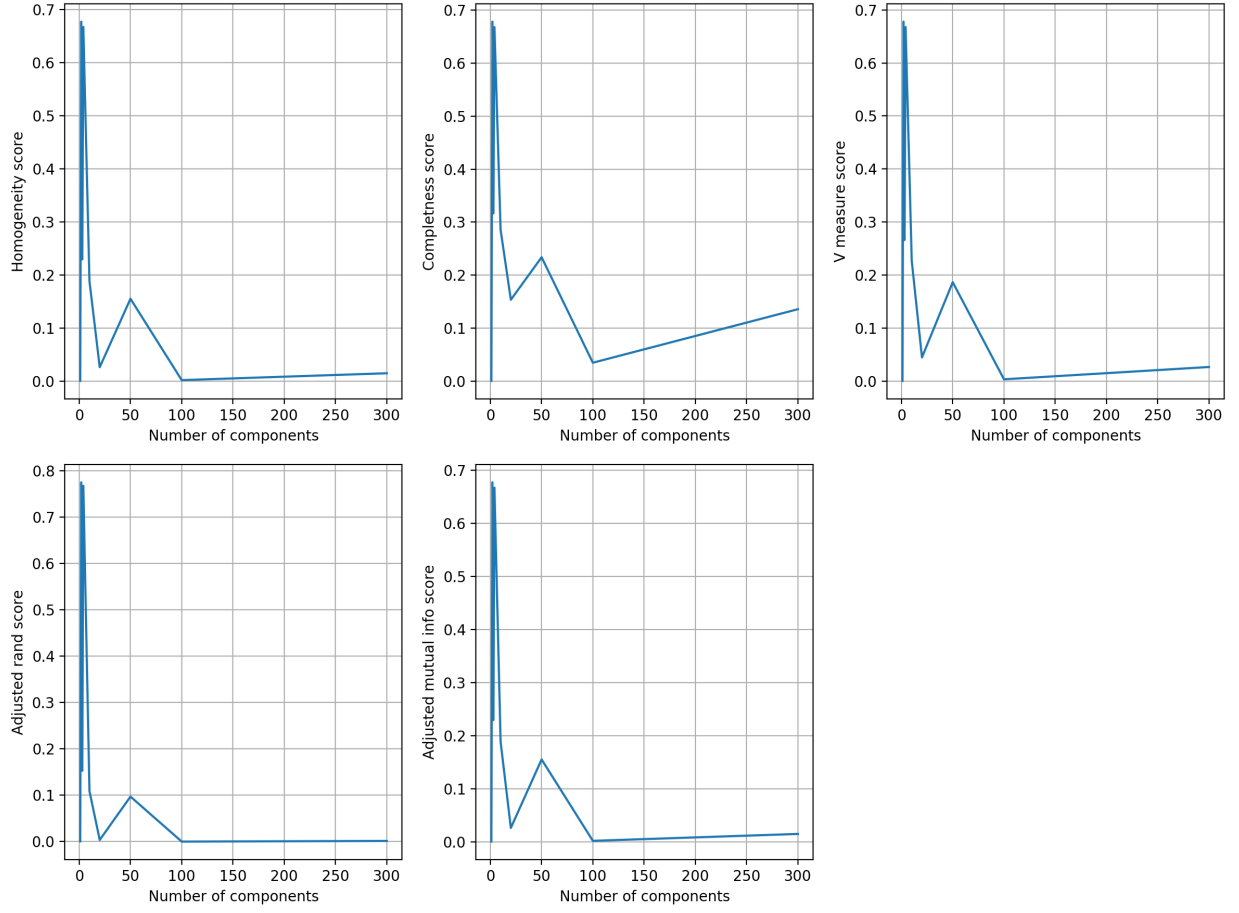 Homogeneity score
0.7
0.6
0.5
0.4
0.3
0.2
0.1
0.0
0 50 100 150 200 250 300
Number of components
Completness score
0.7
0.6
0.5
0.4
0.3
0.2
0.1
0.0
0 50 100 150 200 250 300
Number of components
V measure score
0.7
0.6
0.5
0.4
0.3
0.2
0.1
0.0
0 50 100 150 200 250 300
Number of components
Adjusted rand score
0.8
0.7
0.6
0.5
0.4
0.3
0.2
0.1
0.0
0 50 100 150 200 250 300
Number of components
Adjusted mutual info score
0.7
0.6
0.5
0.4
0.3
0.2
0.1
0.0
0 50 100 150 200 250 300
Number of components